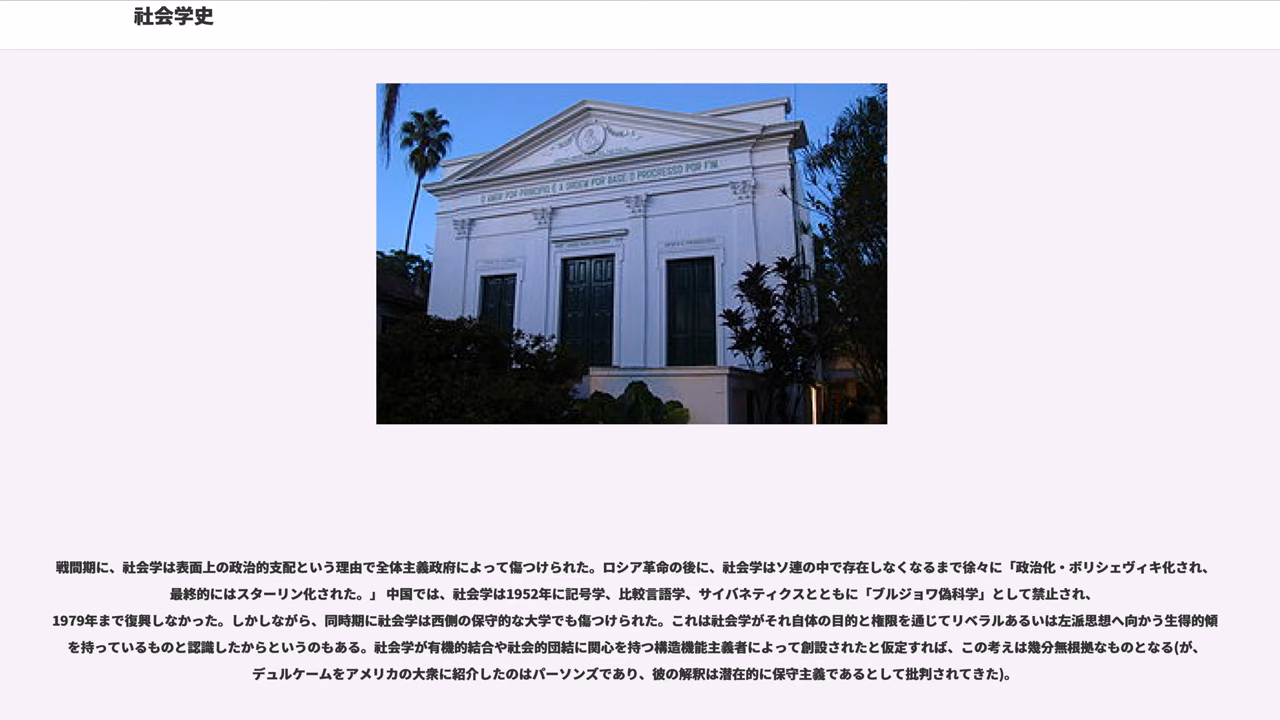 社会学史
O AMOR POR PRINCIPIO E A ORDEM POR BASE/O PROGRESSO POR FIM
戦間期に、社会学は表面上の政治的支配という理由で全体主義政府によって傷つけられた。ロシア革命の後に、社会学はソ連の中で存在しなくなるまで徐々に「政治化・ボリシェヴィキ化され、
最終的にはスターリン化された。」 中国では、社会学は1952年に記号学、比較言語学、サイバネティクスとともに「ブルジョワ偽科学」として禁止され、
1979年まで復興しなかった。しかしながら、同時期に社会学は西側の保守的な大学でも傷つけられた。これは社会学がそれ自体の目的と権限を通じてリベラルあるいは左派思想へ向かう生得的傾
を持っているものと認識したからというのもある。社会学が有機的結合や社会的団結に関心を持つ構造機能主義者によって創設されたと仮定すれば、この考えは幾分無根拠なものとなる(が、
デュルケームをアメリカの大衆に紹介したのはパーソンズであり、彼の解釈は潜在的に保守主義であるとして批判されてきた)。